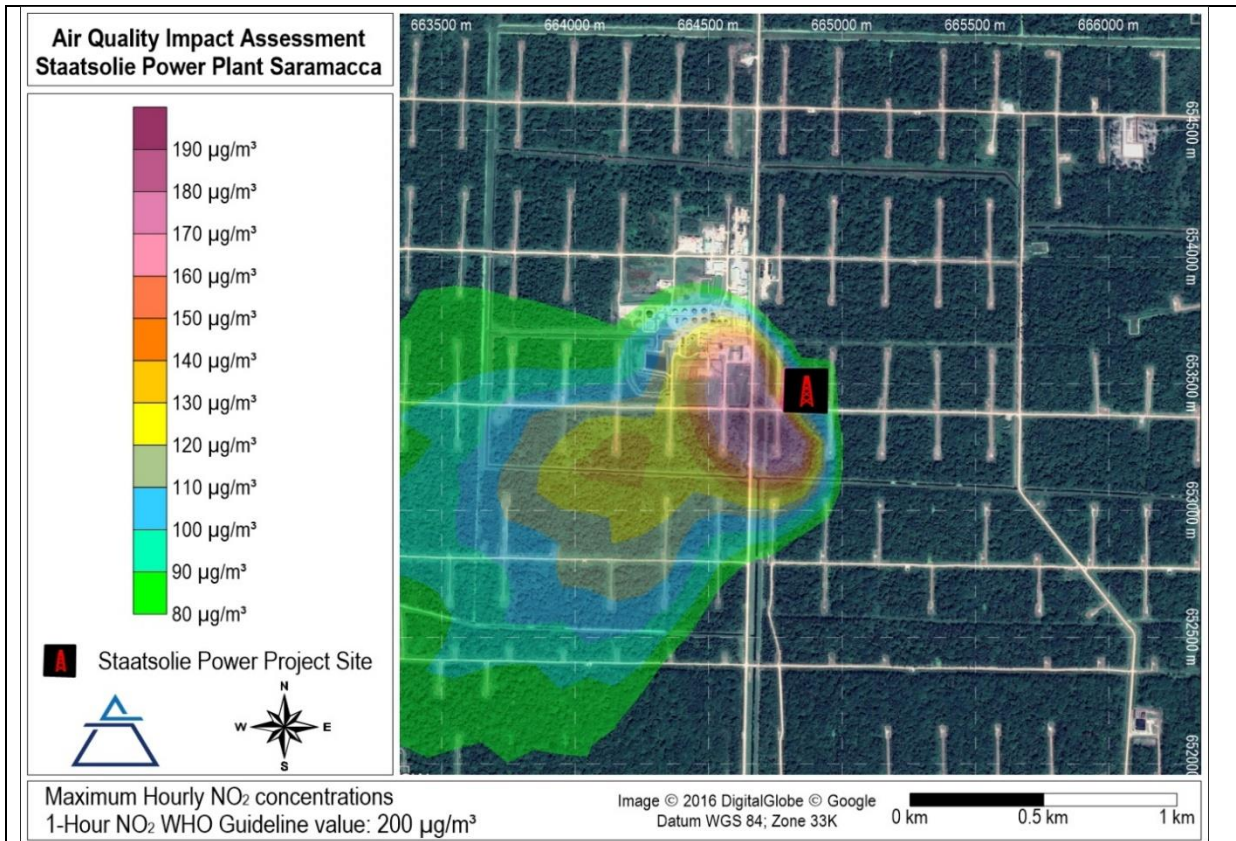 Air Quality Impact Assessment
Staatsolie Power Plant Saramacca
663500 m 664000 m 664500 m 665000 m 665500 m 666000 m
654500 m
654000 m
653500 m
653000 m
652500 m
652000
190 µg/m³
180 µg/m³
170 µg/m³
160 µg/m³
150 µg/m³
140 µg/m³
130 µg/m³
120 µg/m³
110 µg/m³
100 µg/m³
90 µg/m³
80 µg/m³
Staatsolie Power Project Site
N
W E
S
Maximum Hourly NO₂ concentrations
1-Hour NO₂ WHO Guideline value: 200 µg/m³
Image © 2016 DigitalGlobe © Google
Datum WGS 84; Zone 33K
0 km 0.5 km 1 km